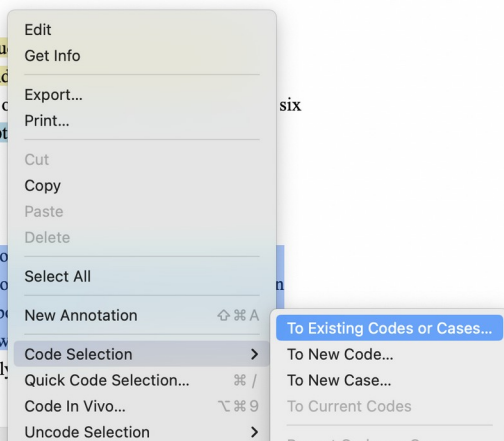 Edit
Get Info
Export...
Print...
six
Cut
Copy
Paste
Delete
Select All
New Annotation ⇧⌘A
Code Selection >
To Existing Codes or Cases...
To New Code...
Quick Code Selection... ⌘/
To New Case...
Code In Vivo... ⌥⌘9
To Current Codes
Uncode Selection >